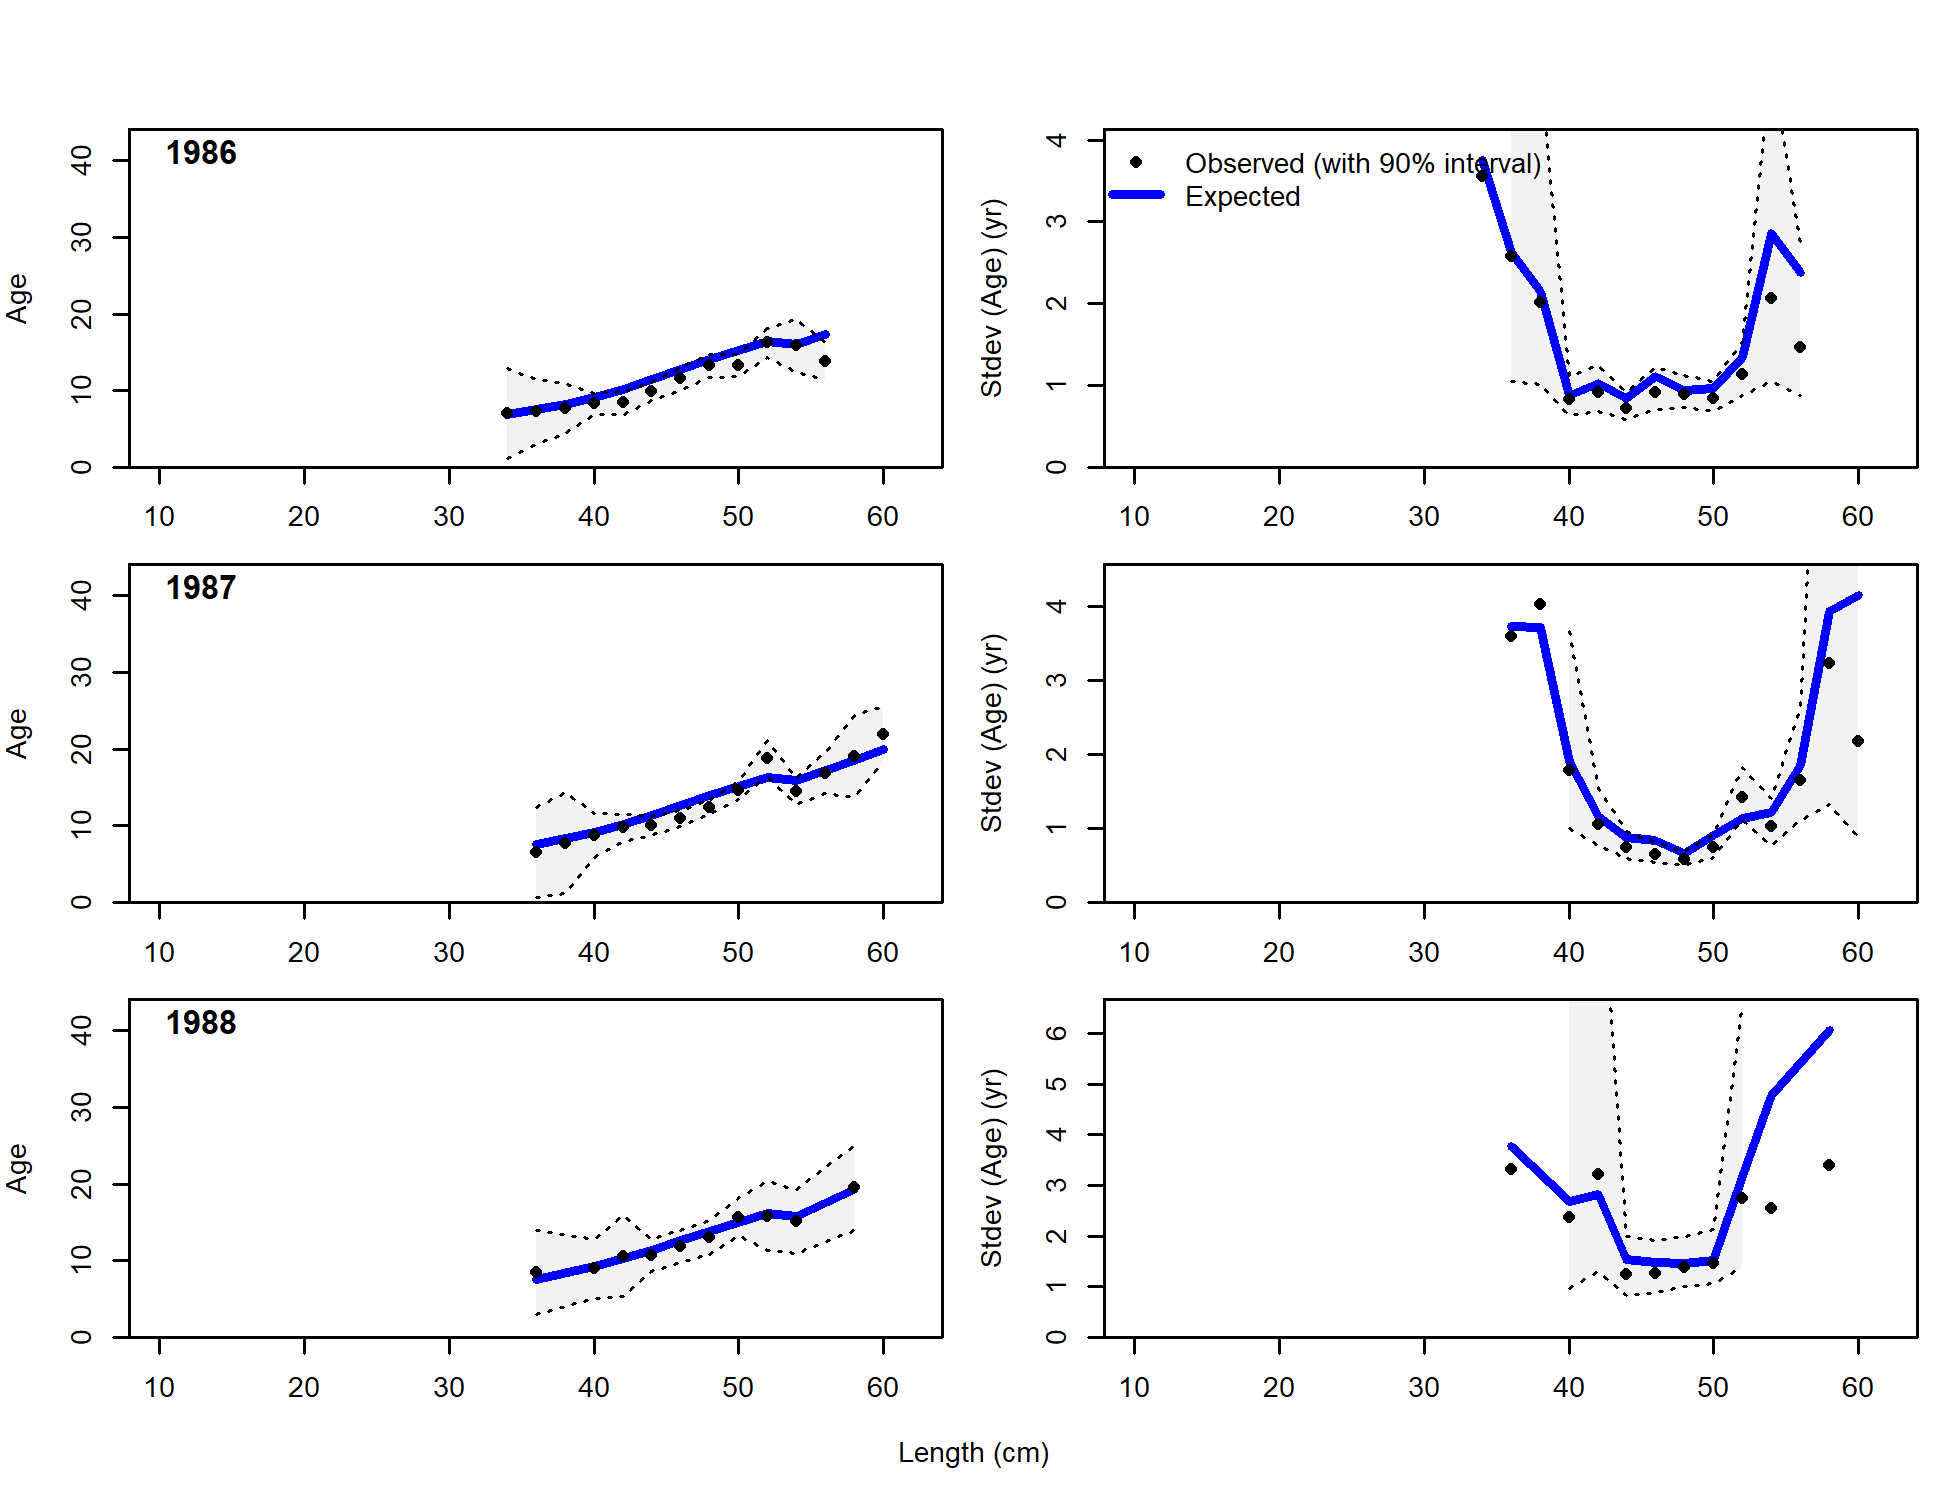 1986
Age
0 10 20 30 40
10 20 30 40 50 60
Observed (with 90% interval)
Expected
Stdev (Age) (yr)
0 1 2 3 4
10 20 30 40 50 60
1987
Age
0 10 20 30 40
10 20 30 40 50 60
Stdev (Age) (yr)
0 1 2 3 4
10 20 30 40 50 60
1988
Age
0 10 20 30 40
10 20 30 40 50 60
Stdev (Age) (yr)
0 1 2 3 4 5 6
10 20 30 40 50 60
Length (cm)